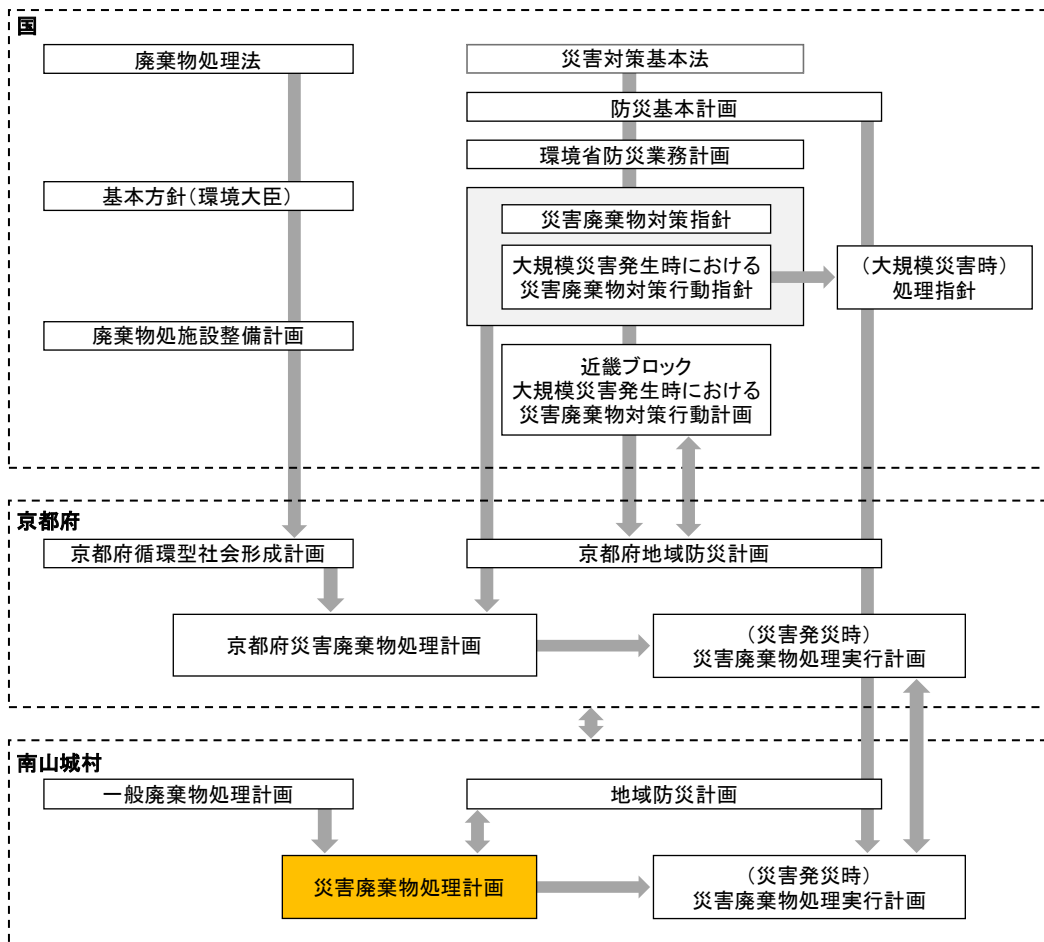 国
廃棄物処理法
災害対策基本法
防災基本計画
環境省防災業務計画
基本方針（環境大臣）
災害廃棄物対策指針
大規模災害発生時における
災害廃棄物対策行動指針
（大規模災害時）
処理指針
廃棄物処施設整備計画
近畿ブロック
大規模災害発生時における
災害廃棄物対策行動計画
京都府
京都府循環型社会形成計画
京都府地域防災計画
京都府災害廃棄物処理計画
（災害発災時）
災害廃棄物処理実行計画
南山城村
一般廃棄物処理計画
地域防災計画
災害廃棄物処理計画
（災害発災時）
災害廃棄物処理実行計画